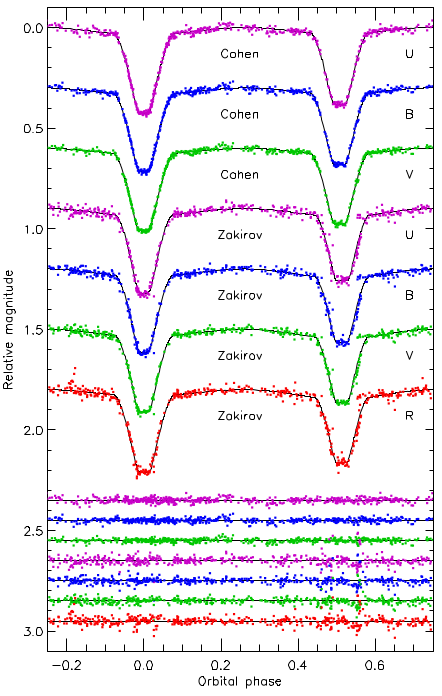 0.0
Cohen U
Cohen B
0.5
Cohen V
1.0
Zakirov U
Zakirov B
1.5
Zakirov V
Zakirov R
2.0
2.5
3.0
Relative magnitude
−0.2 0.0 0.2 0.4 0.6
Orbital phase